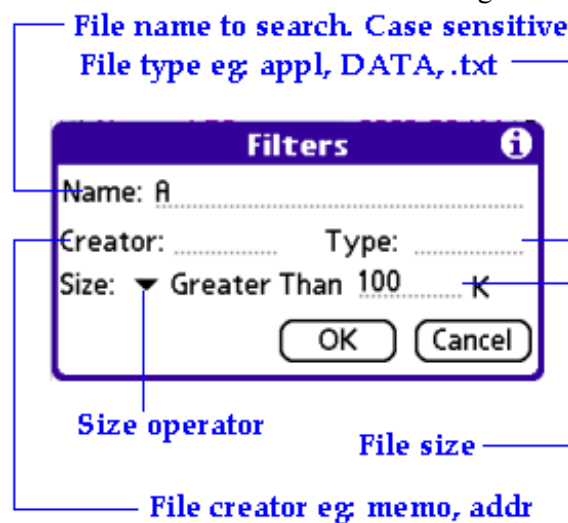 File name to search. Case sensitive
File type eg: appl, DATA, .txt
Filters
Name: A
Creator: Type:
Size: Greater Than 100 K
OK Cancel
Size operator
File size
File creator eg: memo, addr